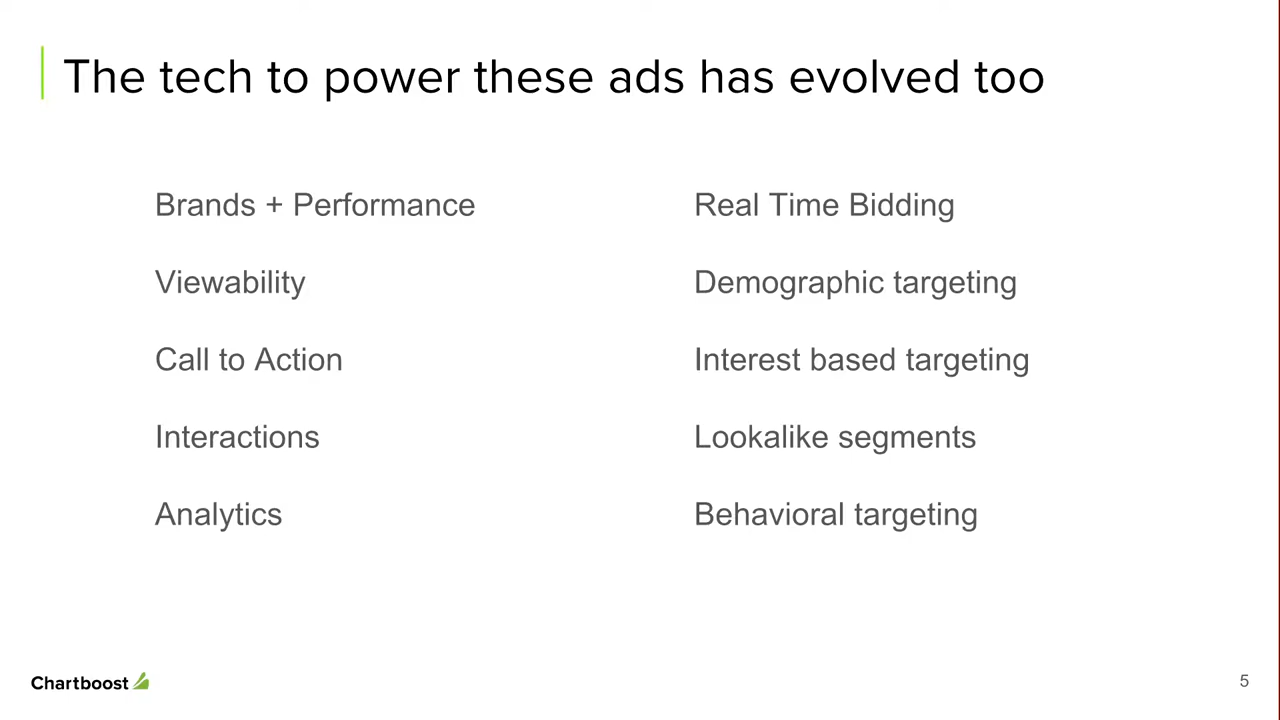 The tech to power these ads has evolved too
Brands + Performance
Viewability
Call to Action
Interactions
Analytics
Real Time Bidding
Demographic targeting
Interest based targeting
Lookalike segments
Behavioral targeting
Chartboost
5